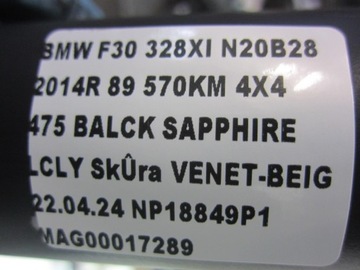 BMW F30 328XI N20B28
2014R 89 570KM 4X4
475 BALCK SAPPHIRE
LCLY SkÛra VENET-BEIG
22.04.24 NP18849P1
MAG00017289